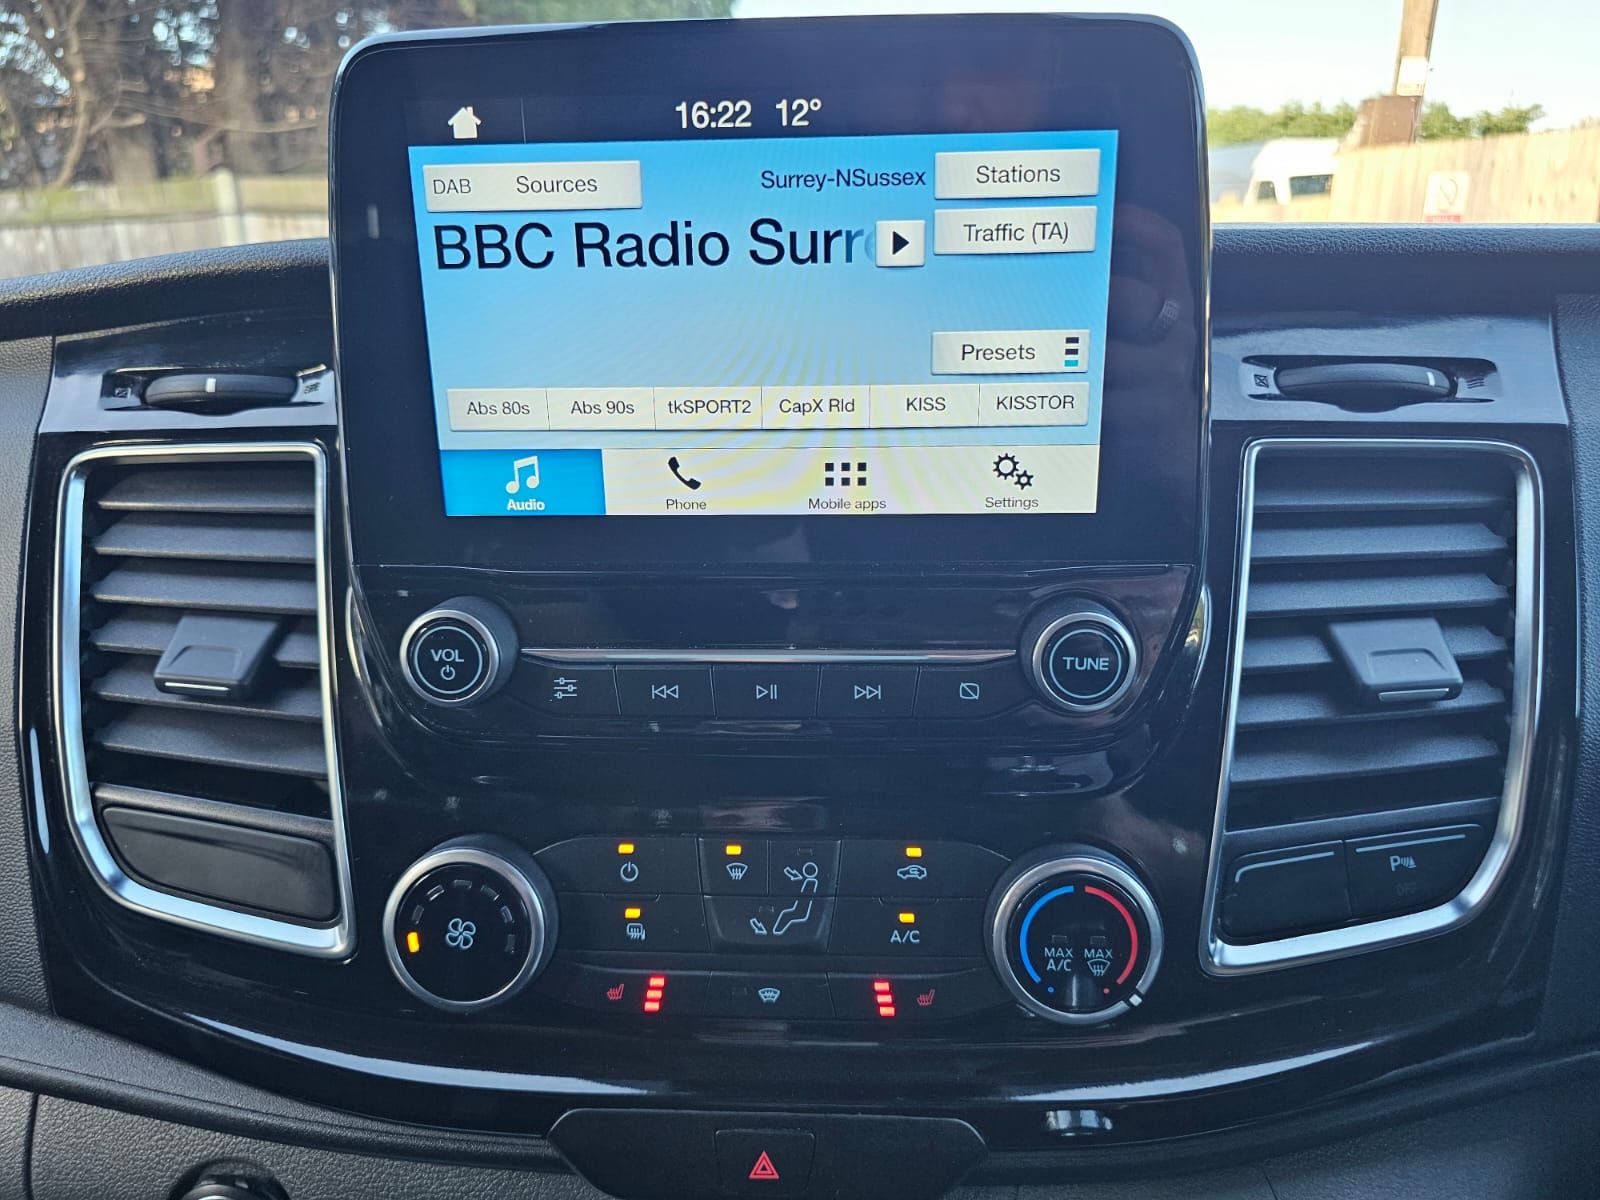 16:22 12°
DAB Sources
Surrey-NSussex
Stations
BBC Radio Surr
Traffic (TA)
Presets
Abs 80s
Abs 90s
tkSPORT2
CapX Rld
KISS
KISSTOR
Audio
Phone
Mobile apps
Settings
VOL
TUNE
A/C
MAX A/C
MAX
P
OFF